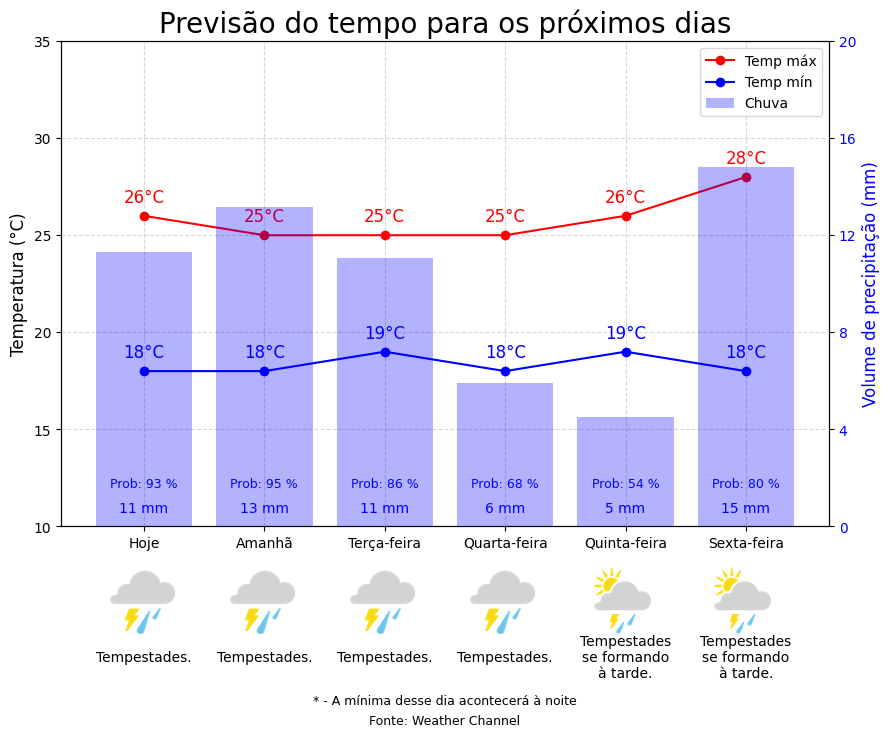 Previsão do tempo para os próximos dias
Temperatura (°C)
35
30
25
20
15
10
Volume de precipitação (mm)
20
16
12
8
4
0
Temp máx
Temp mín
Chuva
26°C 25°C 25°C 25°C 26°C 28°C
18°C 18°C 19°C 18°C 19°C 18°C
Prob: 93 % Prob: 95 % Prob: 86 % Prob: 68 % Prob: 54 % Prob: 80 %
11 mm 13 mm 11 mm 6 mm 5 mm 15 mm
Hoje Amanhã Terça-feira Quarta-feira Quinta-feira Sexta-feira
Tempestades. Tempestades. Tempestades. Tempestades.
Tempestades
se formando
à tarde.
Tempestades
se formando
à tarde.
* - A mínima desse dia acontecerá à noite
Fonte: Weather Channel